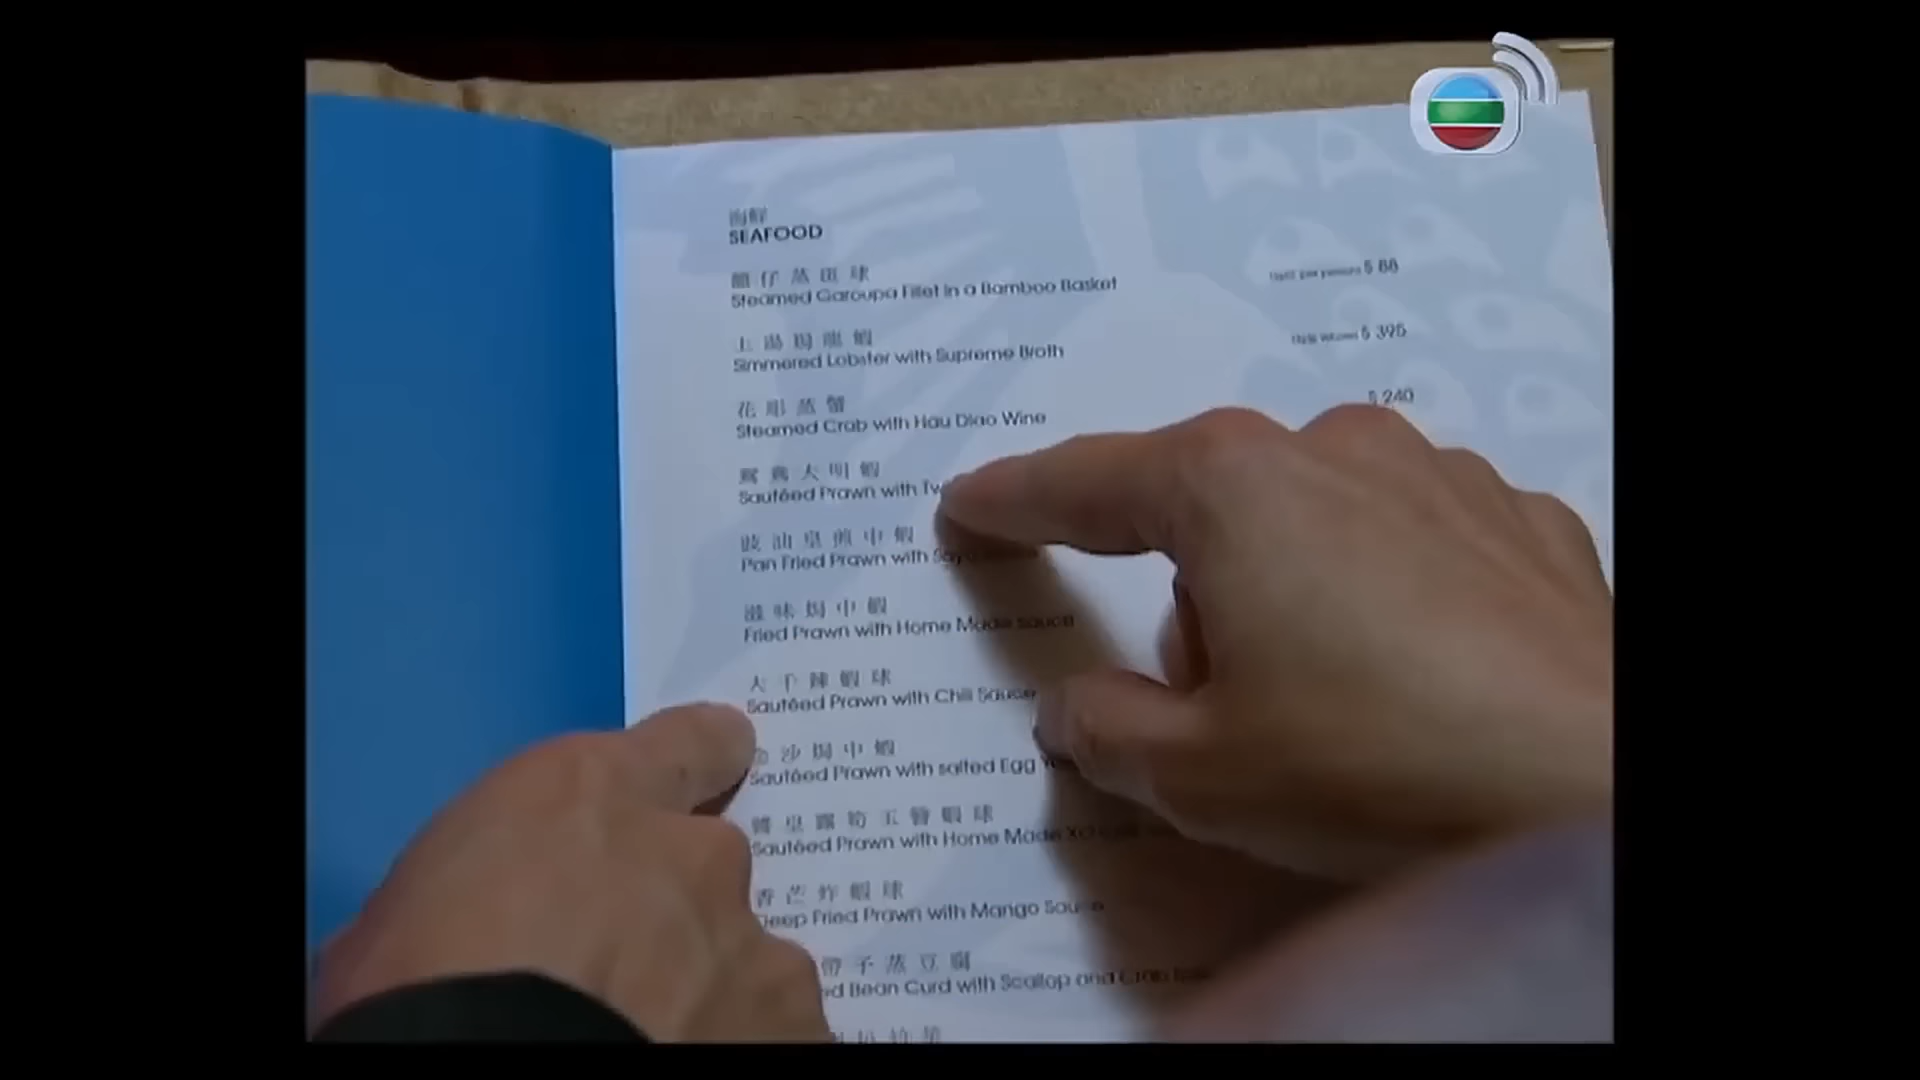 海鮮
SEAFOOD
籠仔蒸斑球
Steamed Garoupa Fillet in a Bamboo Basket
per person $ 88
上湯焗龍蝦
Simmered Lobster with Supreme Broth
$ 395
花彫蒸蟹
Steamed Crab with Hau Diao Wine
$ 240
鴛鴦大明蝦
Sautéed Prawn with Tw
豉油皇煎中蝦
Pan Fried Prawn with Soy
滋味焗中蝦
Fried Prawn with Home Made sauce
大千辣蝦球
Sautéed Prawn with Chili Sauce
金沙焗中蝦
Sautéed Prawn with salted Egg
醬皇露筍玉簪蝦球
Sautéed Prawn with Home Made
香芒炸蝦球
Deep Fried Prawn with Mango Sauce
帶子蒸豆腐
Bean Curd with Scallop and Crab